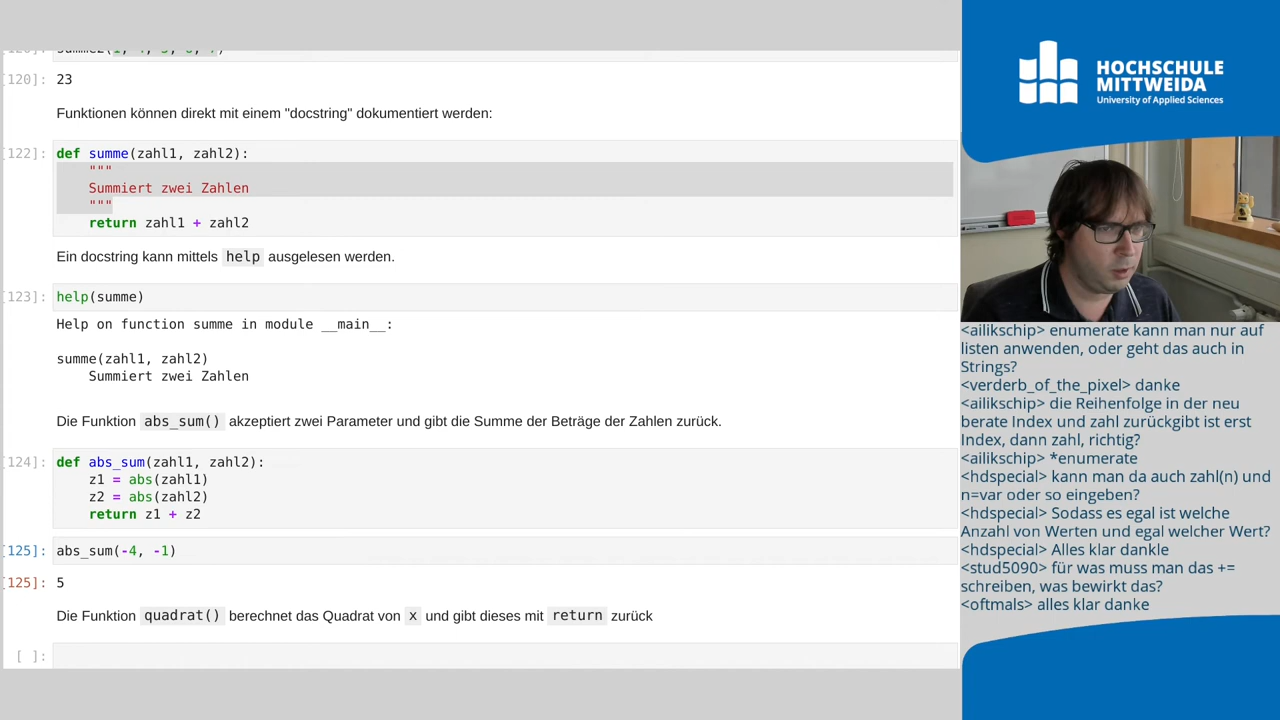 [120]: 23
Funktionen können direkt mit einem "docstring" dokumentiert werden:
[122]: def summe(zahl1, zahl2):
"""
Summiert zwei Zahlen
"""
return zahl1 + zahl2
Ein docstring kann mittels help ausgelesen werden.
[123]: help(summe)
Help on function summe in module __main__:
summe(zahl1, zahl2)
Summiert zwei Zahlen
Die Funktion abs_sum() akzeptiert zwei Parameter und gibt die Summe der Beträge der Zahlen zurück.
[124]: def abs_sum(zahl1, zahl2):
z1 = abs(zahl1)
z2 = abs(zahl2)
return z1 + z2
[125]: abs_sum(-4, -1)
[125]: 5
Die Funktion quadrat() berechnet das Quadrat von x und gibt dieses mit return zurück
[ ]:
HOCHSCHULE
MITTWEIDA
University of Applied Sciences
<ailikschip> enumerate kann man nur auf
listen anwenden, oder geht das auch in
Strings?
<verderb_of_the_pixel> danke
<ailikschip> die Reihenfolge in der neu
berate Index und zahl zurückgibt ist erst
Index, dann zahl, richtig?
<ailikschip> *enumerate
<hdspecial> kann man da auch zahl(n) und
n=var oder so eingeben?
<hdspecial> Sodass es egal ist welche
Anzahl von Werten und egal welcher Wert?
<hdspecial> Alles klar dankle
<stud5090> für was muss man das +=
schreiben, was bewirkt das?
<oftmals> alles klar danke